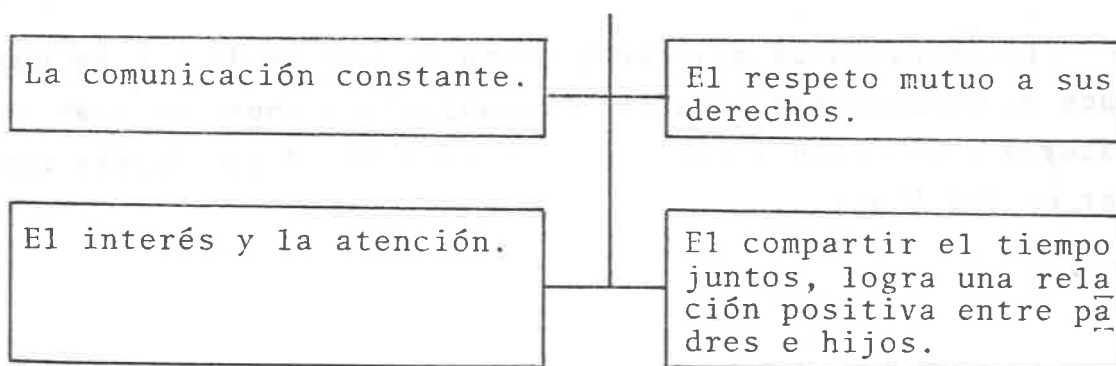 La comunicación constante.
El respeto mutuo a sus
derechos.
El interés y la atención.
El compartir el tiempo
juntos, logra una rela
ción positiva entre pa
dres e hijos.